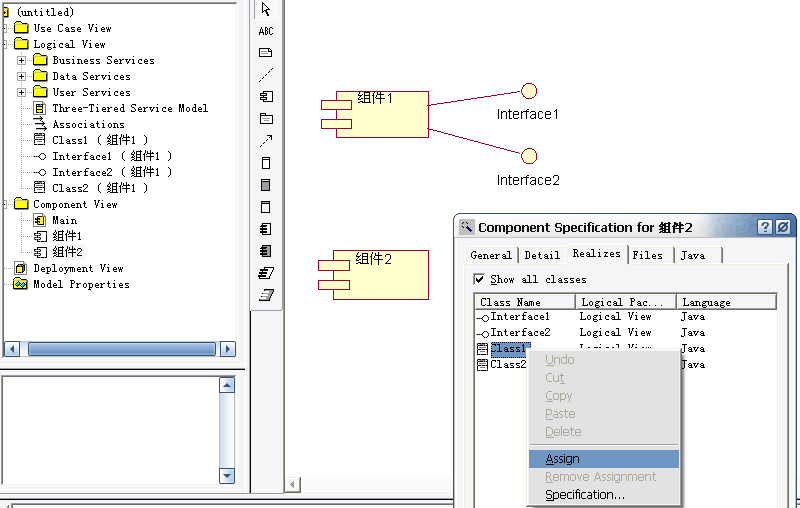 (untitled)
Use Case View
Logical View
Business Services
Data Services
User Services
Three-Tiered Service Model
Associations
Class1 ( 组件1 )
Interface1 ( 组件1 )
Interface2 ( 组件1 )
Class2 ( 组件1 )
Component View
Main
组件1
组件2
Deployment View
Model Properties
ABC
组件1
Interface1
Interface2
组件2
Component Specification for 组件2
General Detail Realizes Files Java
Show all classes
Class Name Logical Pac... Language
Interface1 Logical View Java
Interface2 Logical View Java
Class1 Logical View Java
Class2 Java
Undo
Cut
Copy
Paste
Delete
Assign
Remove Assignment
Specification...